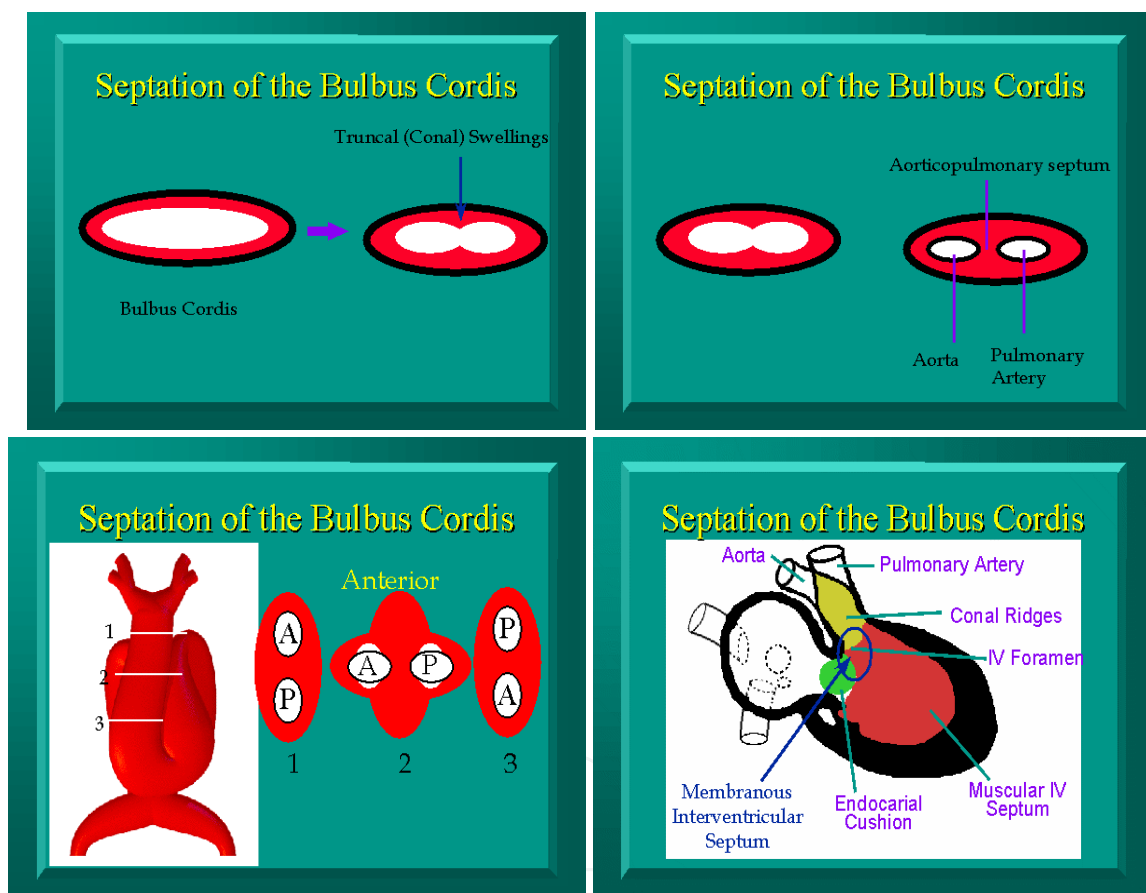 Septation of the Bulbus Cordis
Truncal (Conal) Swellings
Bulbus Cordis
Septation of the Bulbus Cordis
Aorticopulmonary septum
Aorta
Pulmonary
Artery
Septation of the Bulbus Cordis
Anterior
1
2
3
A
P
A
P
P
A
1
2
3
Septation of the Bulbus Cordis
Aorta
Pulmonary Artery
Conal Ridges
IV Foramen
Membranous
Interventricular
Septum
Endocarial
Cushion
Muscular IV
Septum